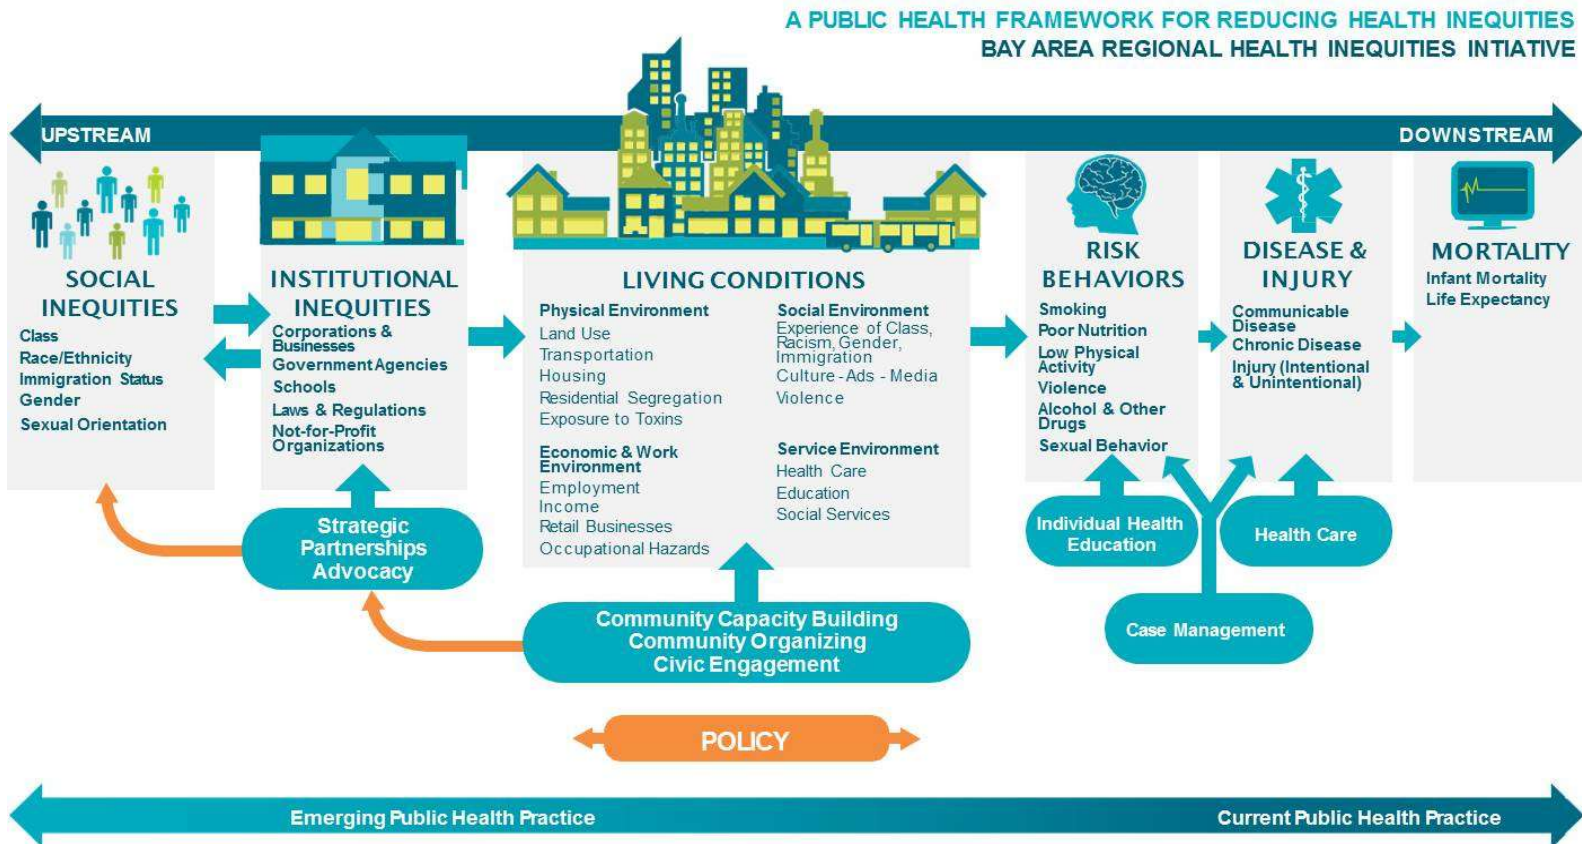 A PUBLIC HEALTH FRAMEWORK FOR REDUCING HEALTH INEQUITIES
BAY AREA REGIONAL HEALTH INEQUITIES INTIATIVE
UPSTREAM
DOWNSTREAM
SOCIAL
INEQUITIES
Class
Race/Ethnicity
Immigration Status
Gender
Sexual Orientation
INSTITUTIONAL
INEQUITIES
Corporations &
Businesses
Government Agencies
Schools
Laws & Regulations
Not-for-Profit
Organizations
LIVING CONDITIONS
Physical Environment
Land Use
Transportation
Housing
Residential Segregation
Exposure to Toxins
Economic & Work
Environment
Employment
Income
Retail Businesses
Occupational Hazards
Social Environment
Experience of Class,
Racism, Gender,
Immigration
Culture - Ads - Media
Violence
Service Environment
Health Care
Education
Social Services
RISK
BEHAVIORS
Smoking
Poor Nutrition
Low Physical
Activity
Violence
Alcohol & Other
Drugs
Sexual Behavior
DISEASE &
INJURY
Communicable
Disease
Chronic Disease
Injury (Intentional
& Unintentional)
MORTALITY
Infant Mortality
Life Expectancy
Strategic
Partnerships
Advocacy
Community Capacity Building
Community Organizing
Civic Engagement
Individual Health
Education
Health Care
Case Management
POLICY
Emerging Public Health Practice
Current Public Health Practice